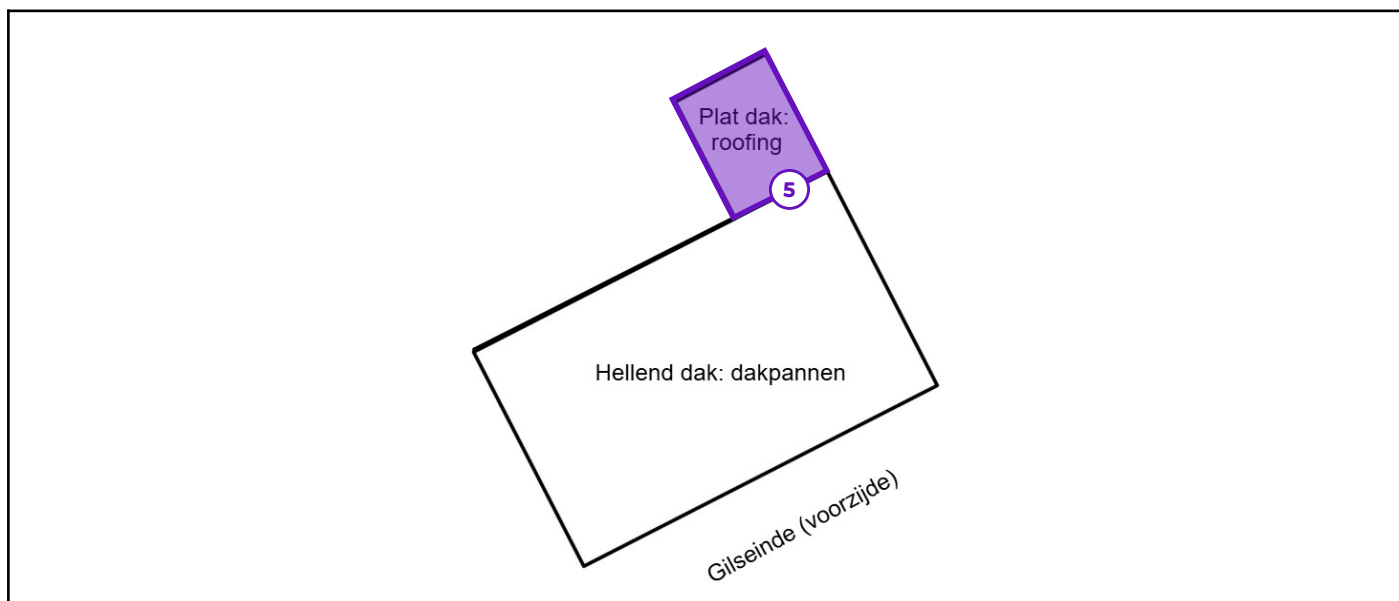 Plat dak:
roofing
5
Hellend dak: dakpannen
Gilseinde (voorzijde)